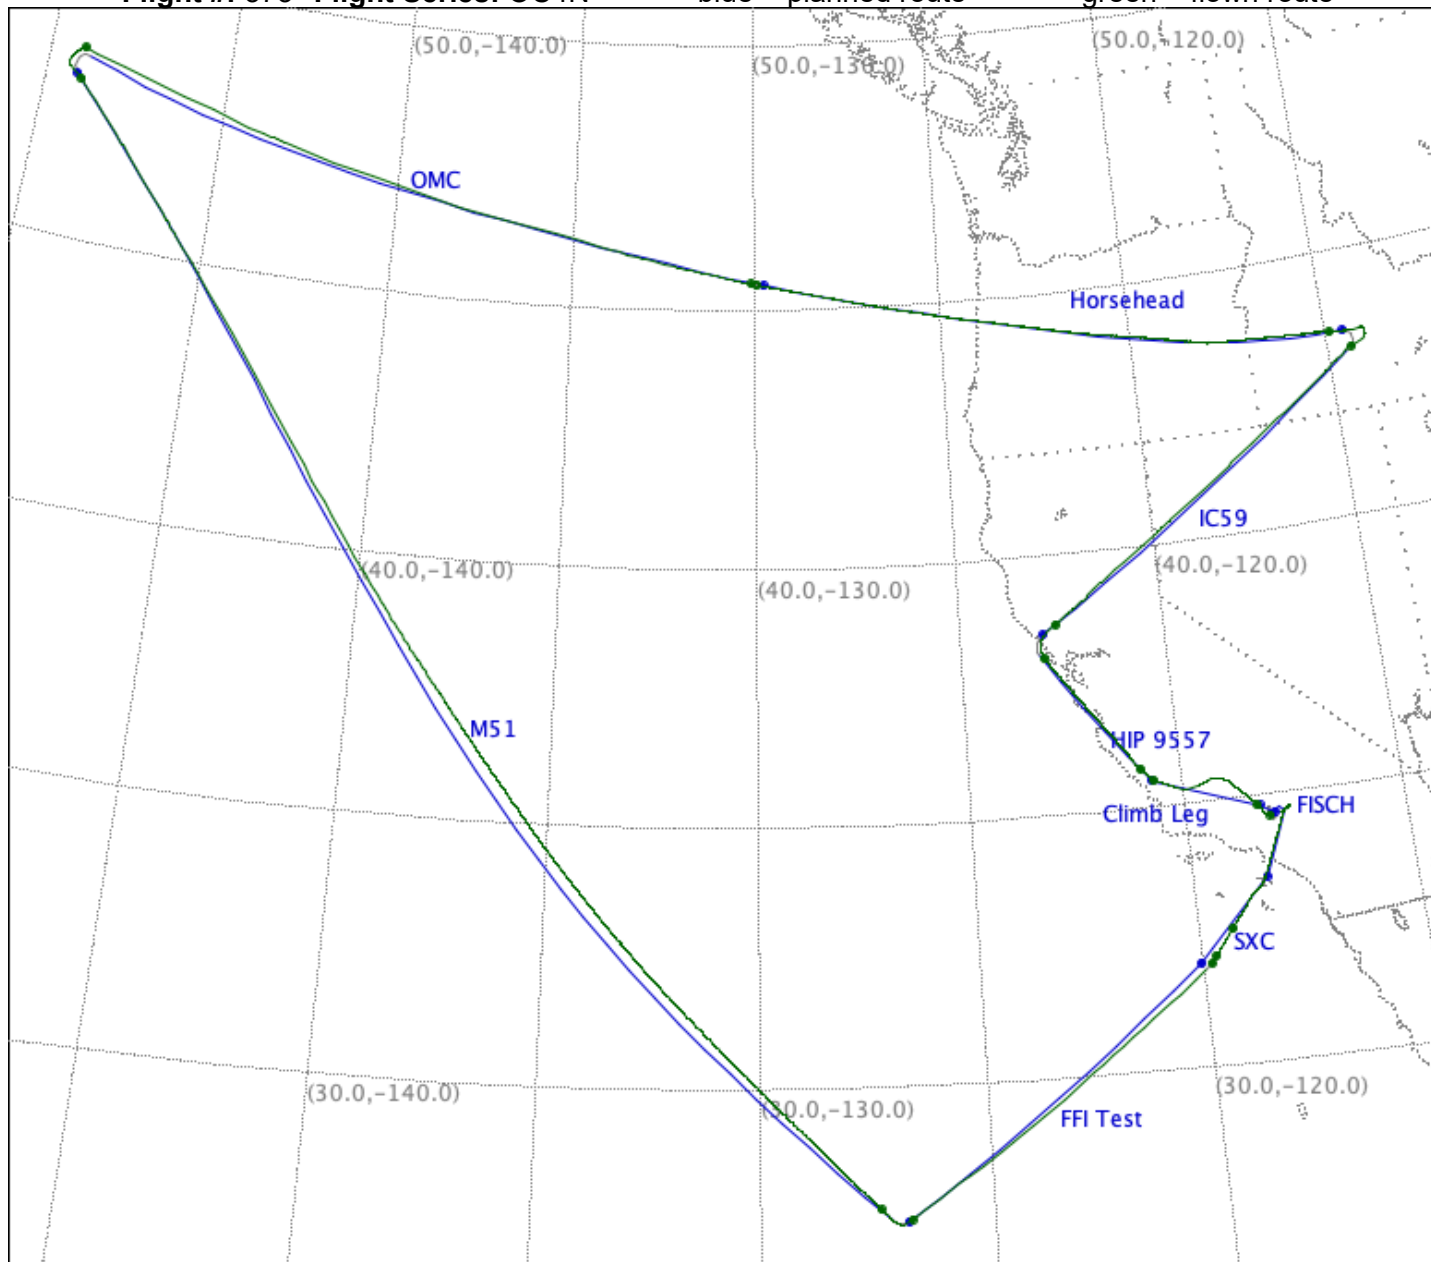 (50.0,-140.0)
(50.0,-130.0)
(50.0,-120.0)
OMC
Horsehead
IC59
(40.0,-140.0)
(40.0,-130.0)
(40.0,-120.0)
M51
HIP 9557
Climb Leg
FISCH
SXC
(30.0,-140.0)
(30.0,-130.0)
(30.0,-120.0)
FFI Test